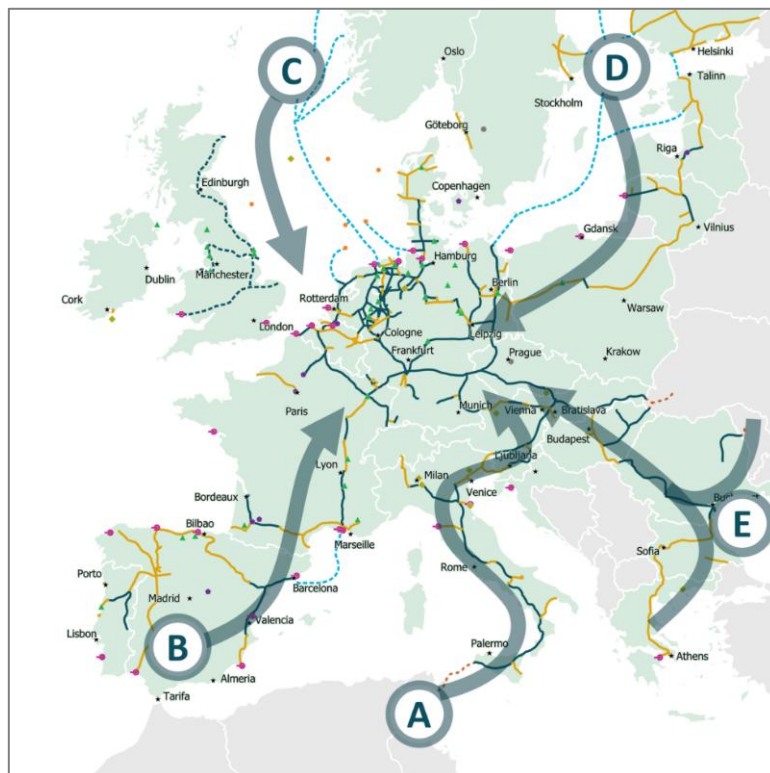 C
D
Oslo
Helsinki
Talinn
Stockholm
Göteborg
Riga
Edinburgh
Copenhagen
Vilnius
Gdansk
Manchester
Hamburg
Dublin
Berlin
Cork
Rotterdam
Warsaw
London
Leipzig
Cologne
Frankfurt
Prague
Krakow
Paris
Munich
Vienna
Bratislava
Budapest
Lyon
Ljubljana
Milan
Venice
Bordeaux
E
Bilbao
Marseille
Sofia
Porto
Rome
Madrid
Barcelona
Valencia
Lisbon
B
Palermo
Athens
Almeria
A
Tarifa